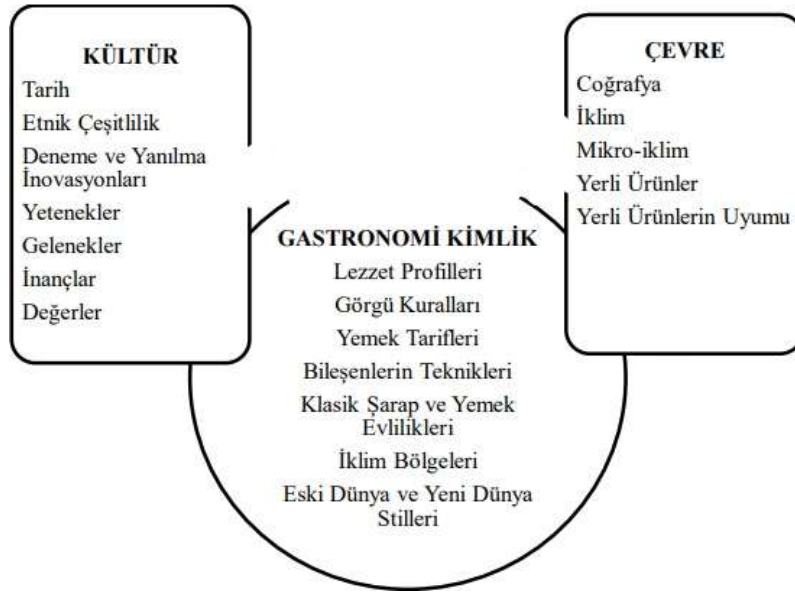 KÜLTÜR
Tarih
Etnik Çeşitlilik
Deneme ve Yanılma
İnovasyonları
Yetenekler
Gelenekler
İnançlar
Değerler
ÇEVRE
Coğrafya
İklim
Mikro-iklim
Yerli Ürünler
Yerli Ürünlerin Uyumu
GASTRONOMİ KİMLİK
Lezzet Profilleri
Görgü Kuralları
Yemek Tarifleri
Bileşenlerin Teknikleri
Klasik Şarap ve Yemek
Evlilikleri
İklim Bölgeleri
Eski Dünya ve Yeni Dünya
Stilleri